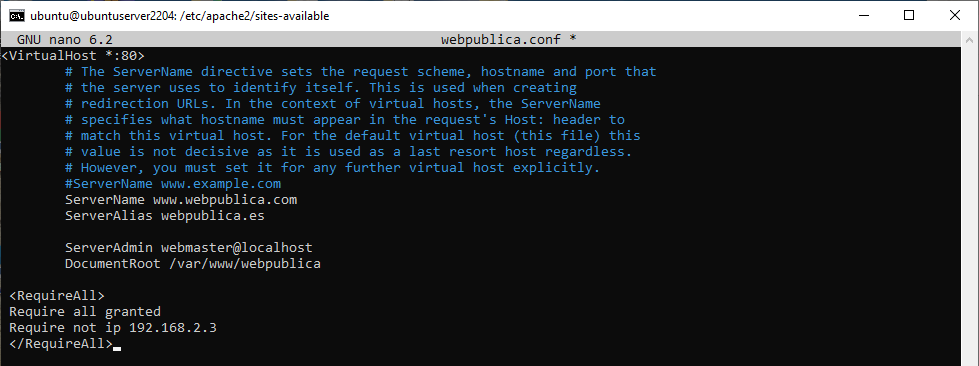 ubuntu@ubuntuserver2204: /etc/apache2/sites-available
GNU nano 6.2 webpublica.conf *
<VirtualHost *:80>
# The ServerName directive sets the request scheme, hostname and port that
# the server uses to identify itself. This is used when creating
# redirection URLs. In the context of virtual hosts, the ServerName
# specifies what hostname must appear in the request's Host: header to
# match this virtual host. For the default virtual host (this file) this
# value is not decisive as it is used as a last resort host regardless.
# However, you must set it for any further virtual host explicitly.
#ServerName www.example.com
ServerName www.webpublica.com
ServerAlias webpublica.es
ServerAdmin webmaster@localhost
DocumentRoot /var/www/webpublica
<RequireAll>
Require all granted
Require not ip 192.168.2.3
</RequireAll>